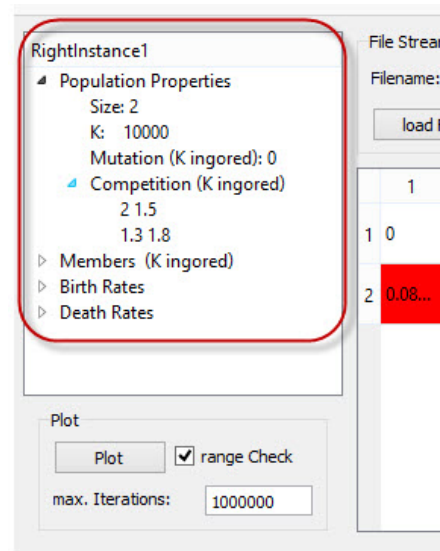 RightInstance1
Population Properties
Size: 2
K: 10000
Mutation (K ingored): 0
Competition (K ingored)
2 1.5
1.3 1.8
Members (K ingored)
Birth Rates
Death Rates
Plot
Plot
range Check
max. Iterations:
1000000
File
Filename:
load
1
1 0
2 0.08...